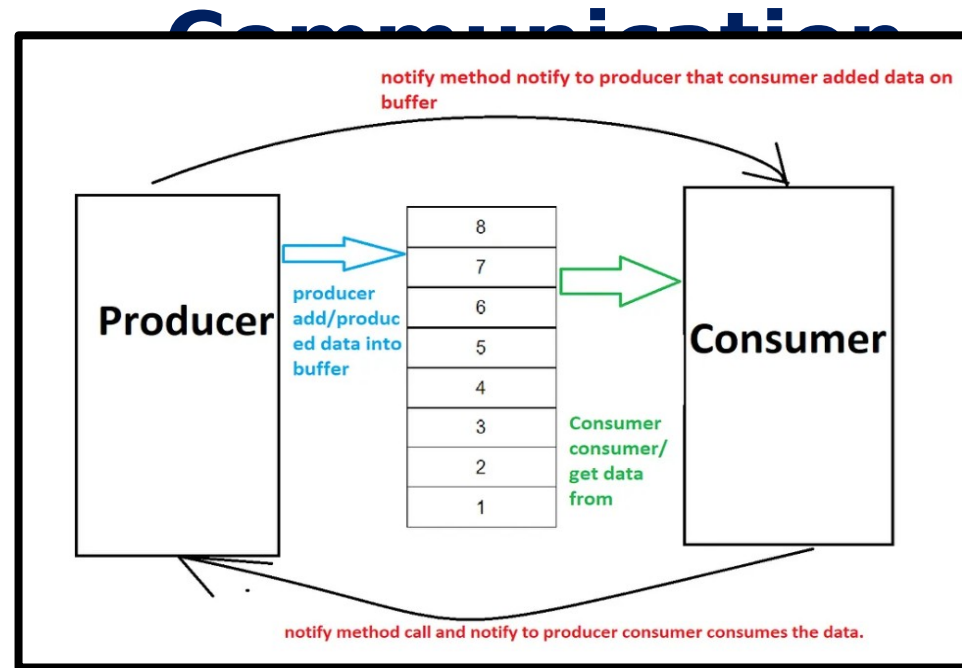 Communication
notify method notify to producer that consumer added data on
buffer
8
7
6
5
4
3
2
1
Producer
producer
add/produc
ed data into
buffer
Consumer
Consumer
consumer/
get data
from
notify method call and notify to producer consumer consumes the data.